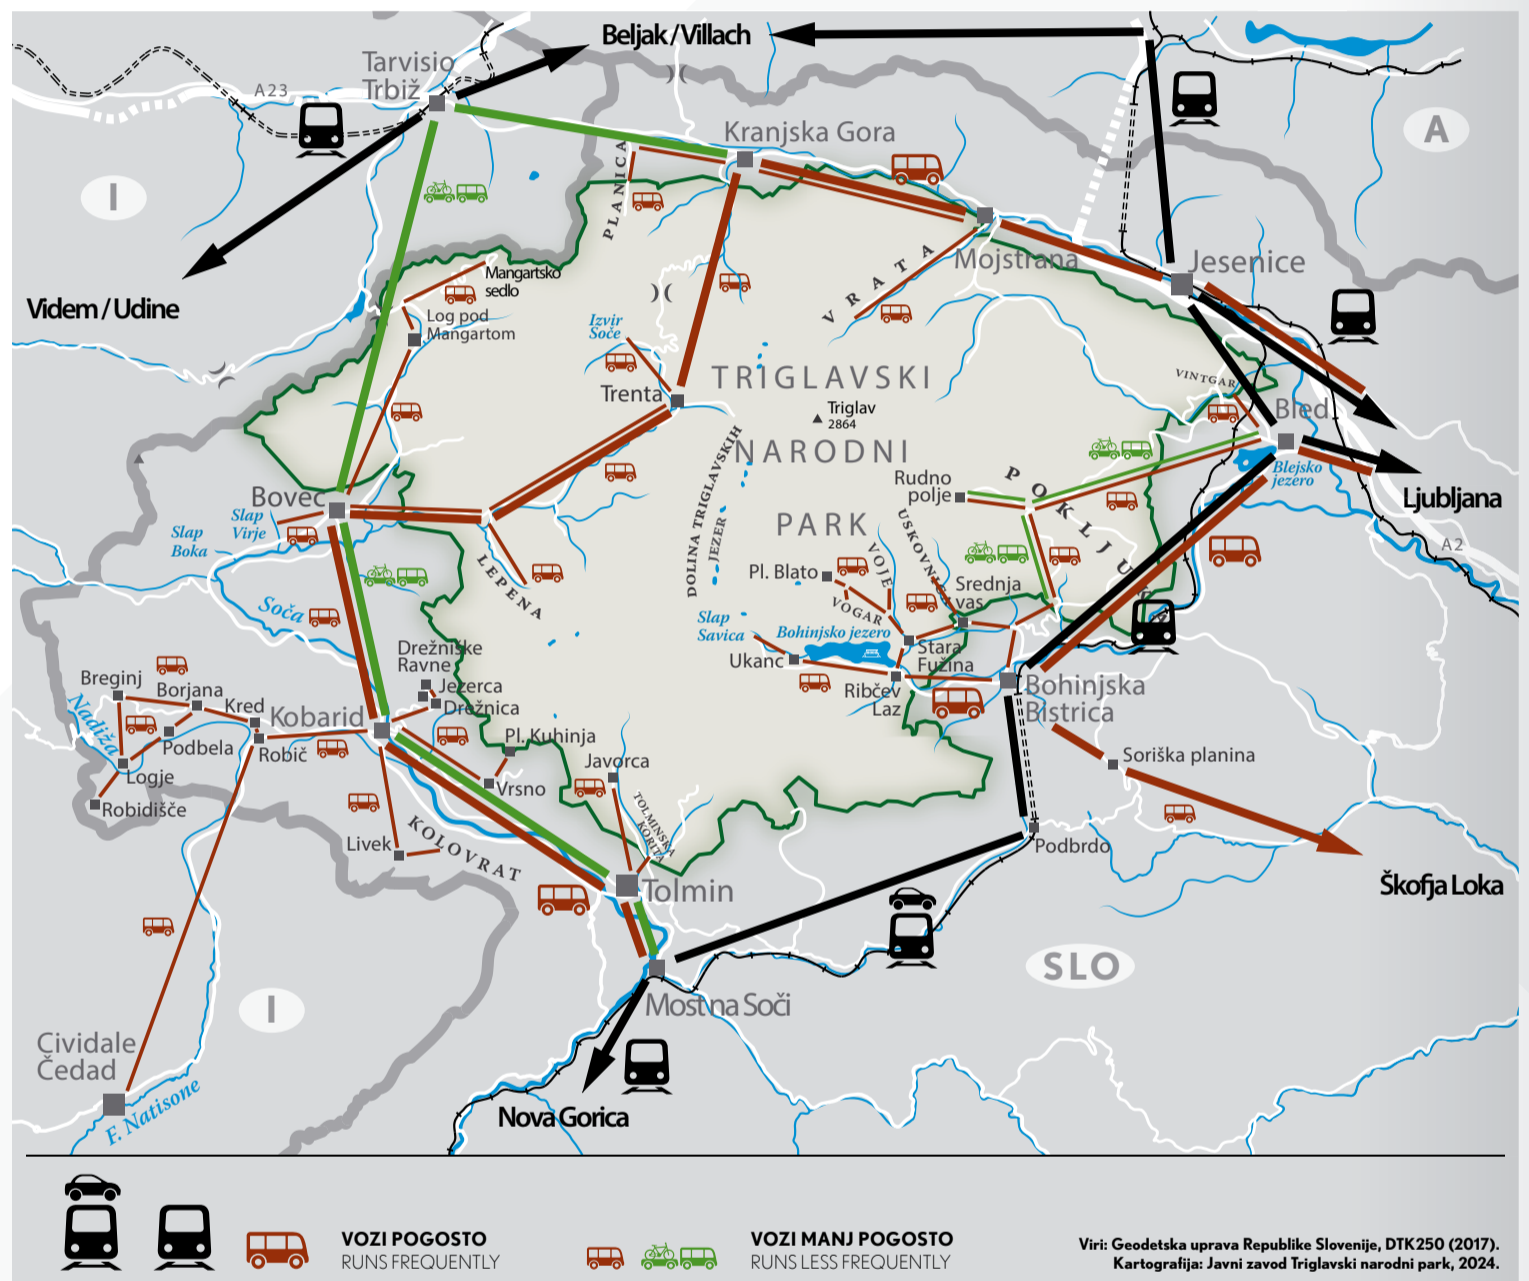 Beljak / Villach
Tarvisio
Trbiž
A23
Kranjska Gora
A
I
PLANICA
Mojstrana
Jesenice
VRATA
Mangartsko
sedlo
Log pod
Mangartom
Videm / Udine
Izvir
Soče
Trenta
TRIGLAVSKI
Triglav
2864
NARODNI
PARK
VINTGAR
Bled
Blejsko
jezero
Ljubljana
A2
Rudno
polje
DOLINA TRIGLAVSKIH
JEZER
Bovec
Slap
Virje
Slap
Boka
LEPENA
Soča
USKOVNICA
VOJE
Pl. Blato
VOGAR
Srednja
vas
Slap
Savica
Bohinjsko jezero
Ukanc
Stara
Fužina
Ribčev
Laz
Bohinjska
Bistrica
Drežniške
Ravne
Jezerca
Drežnica
Breginj
Borjana
Kred
Kobarid
Nadiža
Podbela
Robič
Logje
Robidišče
Pl. Kuhinja
Vrsno
Javorca
TOLMINSKA
KORITA
Livek
KOLOVRAT
Tolmin
Soriška planina
Podbrdo
Škofja Loka
SLO
Most na Soči
I
Cividale
Čedad
F. Natisone
Nova Gorica
VOZI POGOSTO
RUNS FREQUENTLY
VOZI MANJ POGOSTO
RUNS LESS FREQUENTLY
Viri: Geodetska uprava Republike Slovenije, DTK250 (2017).
Kartografija: Javni zavod Triglavski narodni park, 2024.